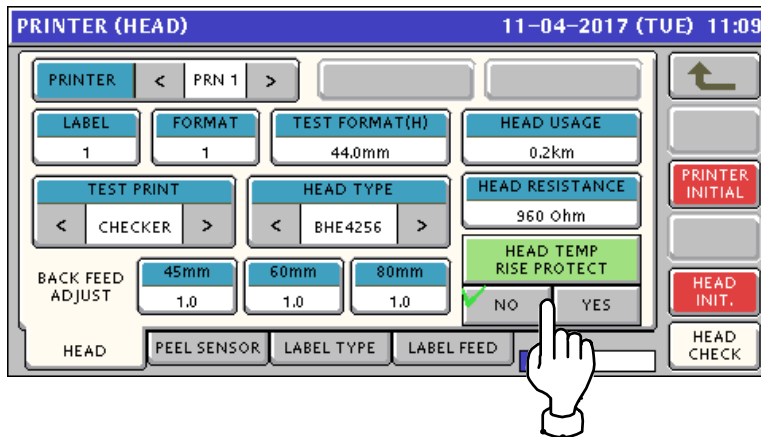 PRINTER (HEAD) 11-04-2017 (TUE) 11:09
PRINTER < PRN 1 >
LABEL FORMAT TEST FORMAT(H) HEAD USAGE
1 1 44.0mm 0.2km
TEST PRINT HEAD TYPE HEAD RESISTANCE
< CHECKER > < BHE4256 > 960 Ohm
HEAD TEMP
RISE PROTECT
NO YES
BACK FEED
ADJUST
45mm 60mm 80mm
1.0 1.0 1.0
HEAD PEEL SENSOR LABEL TYPE LABEL FEED
PRINTER
INITIAL
HEAD
INIT.
HEAD
CHECK